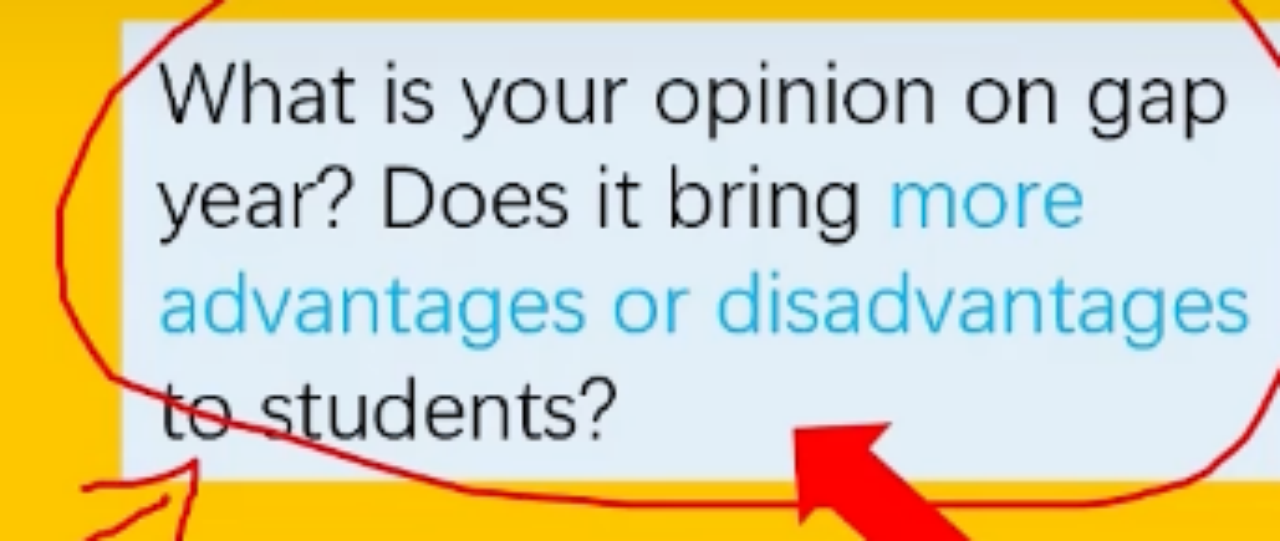 What is your opinion on gap
year? Does it bring more
advantages or disadvantages
to students?